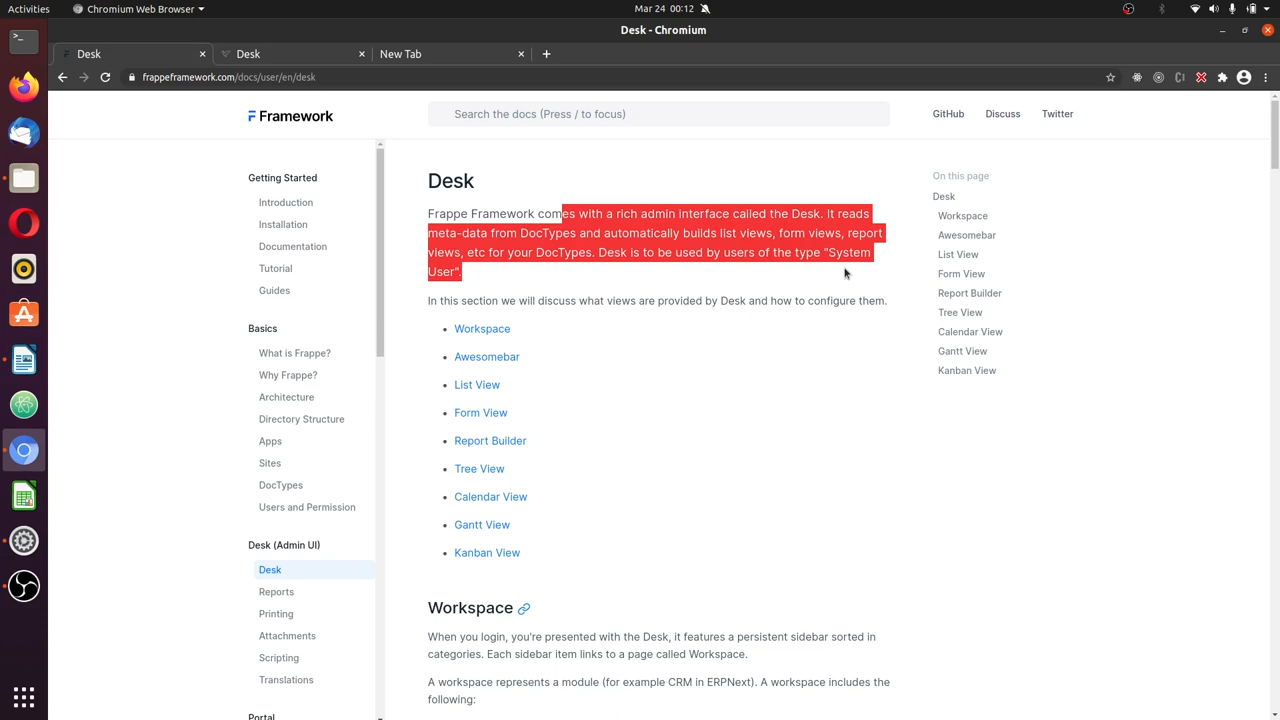 Activities
Chromium Web Browser
Mar 24 00:12
Desk - Chromium
Desk
Desk
New Tab
frappeframework.com/docs/user/en/desk
Framework
Search the docs (Press / to focus)
GitHub
Discuss
Twitter
Getting Started
Introduction
Installation
Documentation
Tutorial
Guides
Basics
What is Frappe?
Why Frappe?
Architecture
Directory Structure
Apps
Sites
DocTypes
Users and Permission
Desk (Admin UI)
Desk
Reports
Printing
Attachments
Scripting
Translations
Portal
Desk
Frappe Framework comes with a rich admin interface called the Desk. It reads
meta-data from DocTypes and automatically builds list views, form views, report
views, etc for your DocTypes. Desk is to be used by users of the type "System
User".
In this section we will discuss what views are provided by Desk and how to configure them.
Workspace
Awesomebar
List View
Form View
Report Builder
Tree View
Calendar View
Gantt View
Kanban View
Workspace
When you login, you're presented with the Desk, it features a persistent sidebar sorted in
categories. Each sidebar item links to a page called Workspace.
A workspace represents a module (for example CRM in ERPNext). A workspace includes the
following:
On this page
Desk
Workspace
Awesomebar
List View
Form View
Report Builder
Tree View
Calendar View
Gantt View
Kanban View